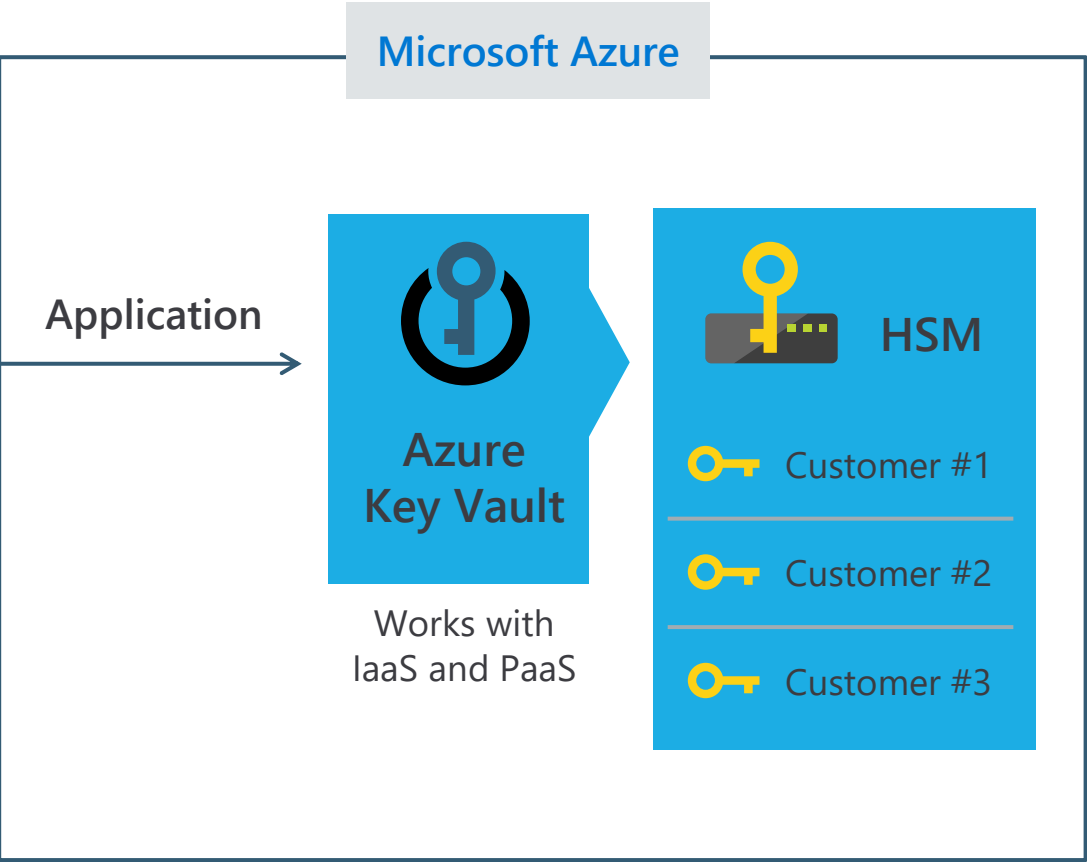 Microsoft Azure
Application
Azure
Key Vault
Works with
IaaS and PaaS
HSM
Customer #1
Customer #2
Customer #3